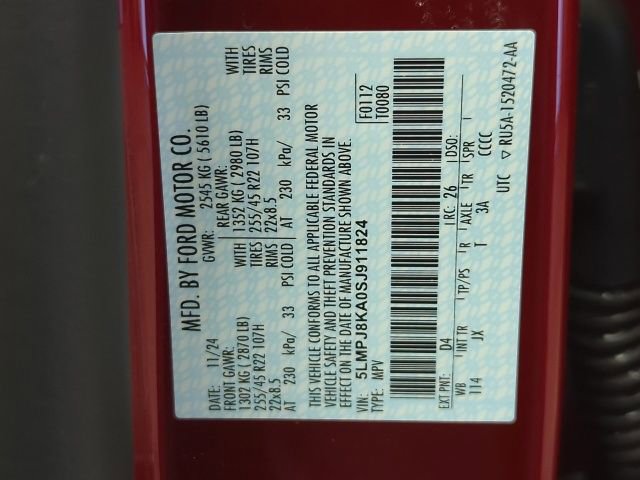 MFD. BY FORD MOTOR CO.
DATE: 11/24 GVWR: 2545 KG ( 5610 LB)
FRONT GAWR: REAR GAWR:
1302 KG ( 2870 LB) 1352 KG ( 2980 LB) WITH
255/45 R22 107H 255/45 R22 107H TIRES
22x8.5 22x8.5 RIMS
AT 230 kPa/ 33 PSI COLD AT 230 kPa/ 33 PSI COLD
WITH
TIRES
RIMS
THIS VEHICLE CONFORMS TO ALL APPLICABLE FEDERAL MOTOR
VEHICLE SAFETY AND THEFT PREVENTION STANDARDS IN
EFFECT ON THE DATE OF MANUFACTURE SHOWN ABOVE.
VIN: 5LMPJ8KA0SJ911824 F0112
TYPE: MPV T0080
EXT PNT: D4 RC: 26 DSO:
WB INT TR TP/PS R AXLE TR SPR
114 JX T 3A CCCC
UTC ▽ RU5A-1520472-AA